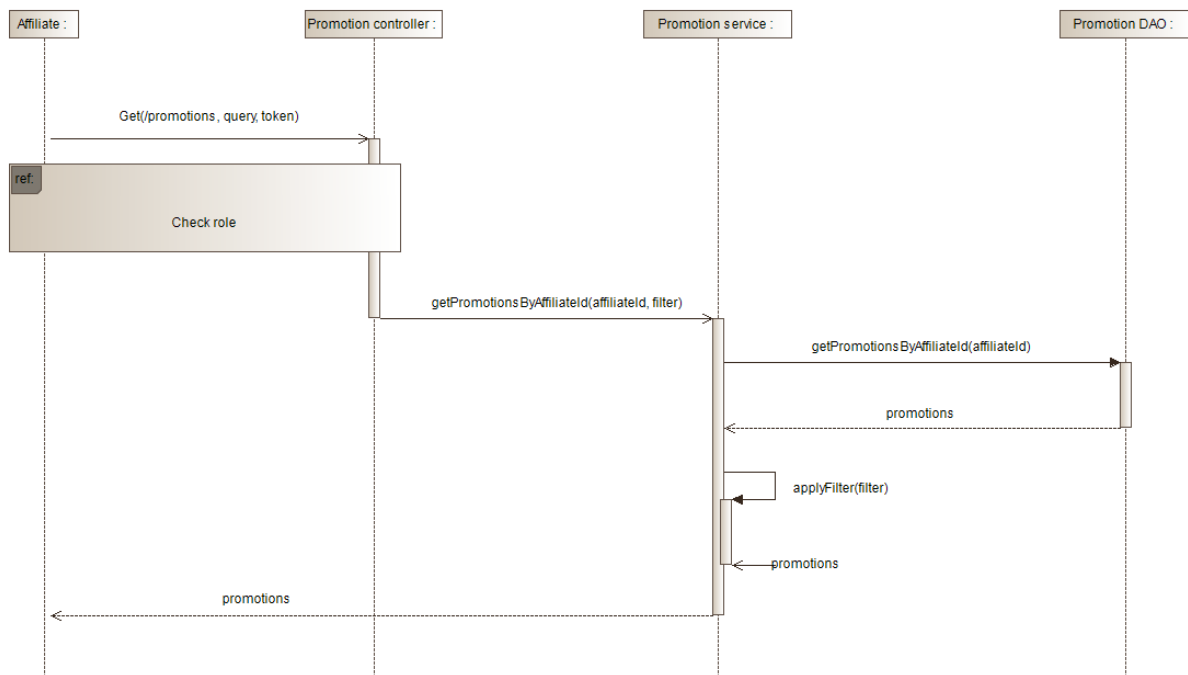 Affiliate :
Promotion controller :
Promotion service :
Promotion DAO :
Get(/promotions, query, token)
ref:
Check role
getPromotionsByAffiliateId(affiliateId, filter)
getPromotionsByAffiliateId(affiliateId)
promotions
applyFilter(filter)
promotions
promotions